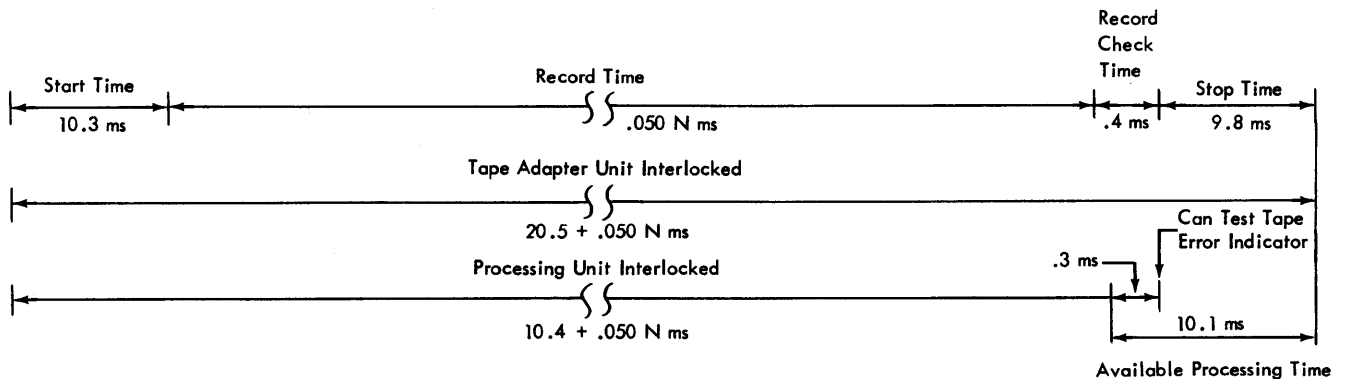 Record
Check
Time
Start Time
Record Time
Stop Time
10.3 ms
.050 N ms
.4 ms
9.8 ms
Tape Adapter Unit Interlocked
20.5 + .050 N ms
Can Test Tape
Error Indicator
Processing Unit Interlocked
.3 ms
10.4 + .050 N ms
10.1 ms
Available Processing Time